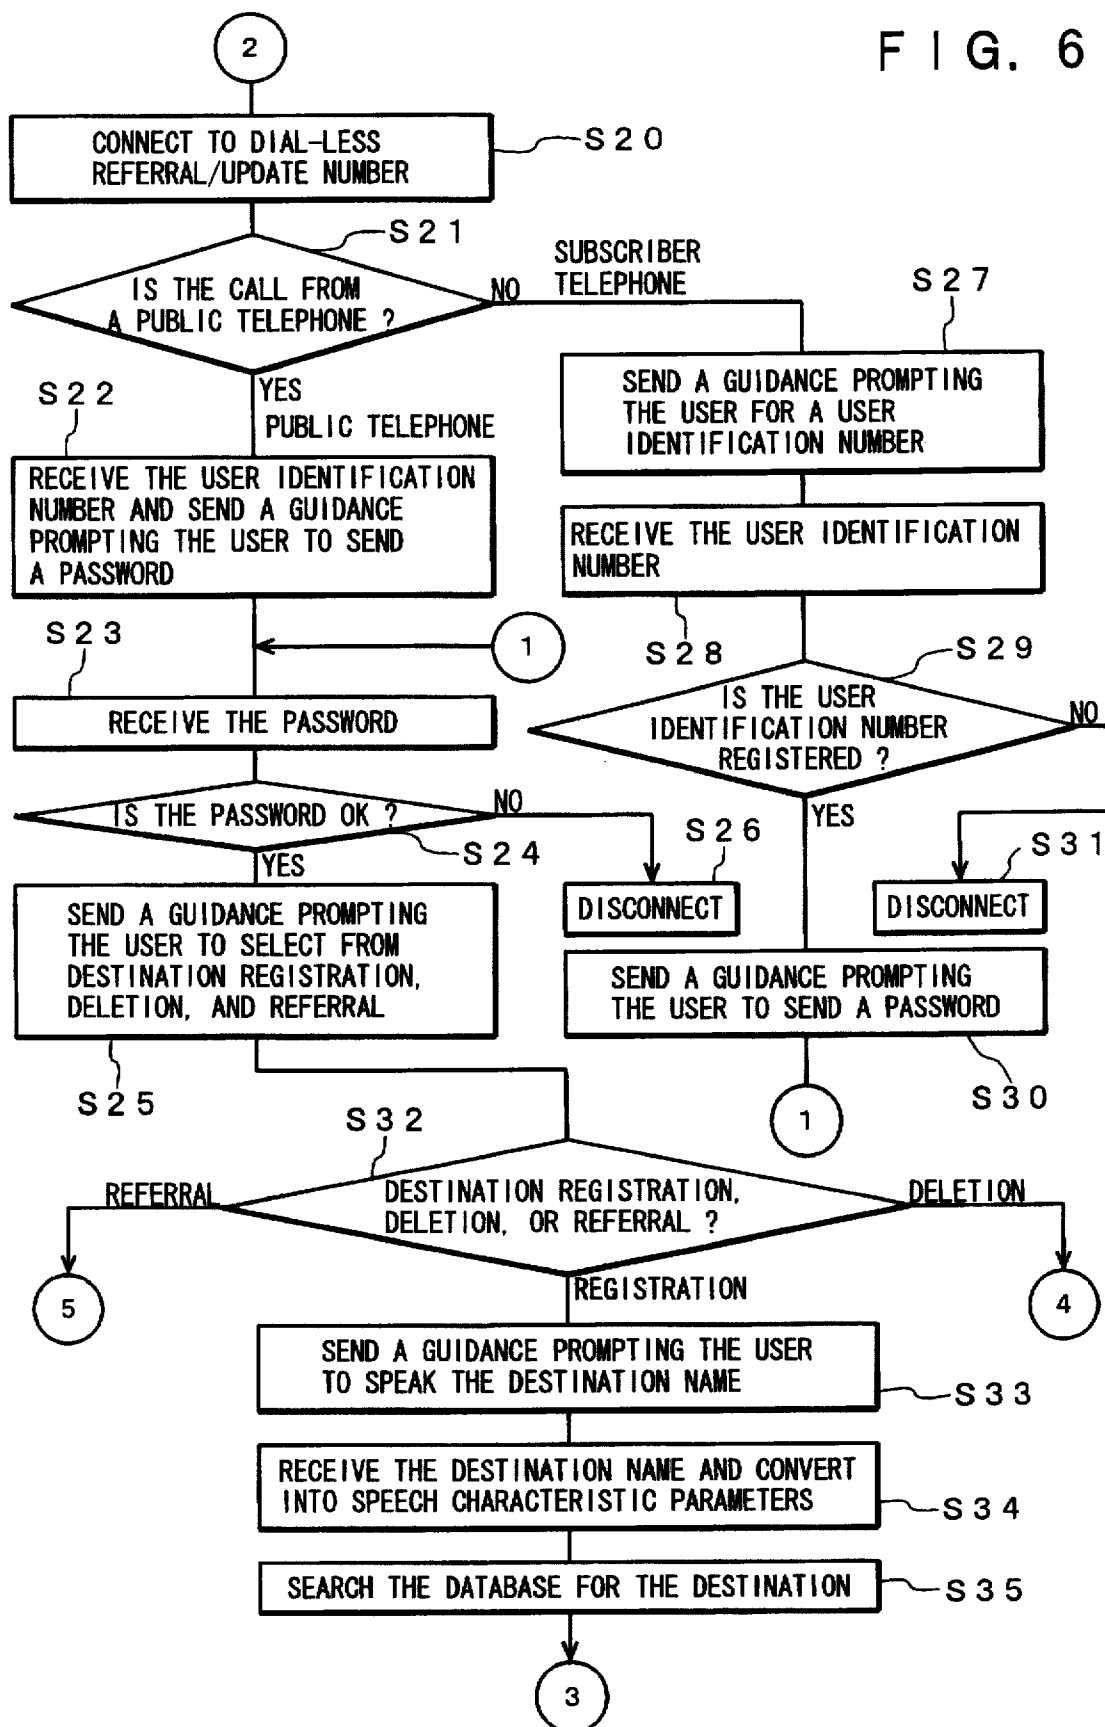 FIG. 6
2
CONNECT TO DIAL-LESS
REFERRAL/UPDATE NUMBER
S20
S21
IS THE CALL FROM
A PUBLIC TELEPHONE ?
NO
SUBSCRIBER
TELEPHONE
YES
PUBLIC TELEPHONE
S22
RECEIVE THE USER IDENTIFICATION
NUMBER AND SEND A GUIDANCE
PROMPTING THE USER TO SEND
A PASSWORD
S27
SEND A GUIDANCE PROMPTING
THE USER FOR A USER
IDENTIFICATION NUMBER
RECEIVE THE USER IDENTIFICATION
NUMBER
S28
S23
1
RECEIVE THE PASSWORD
S29
IS THE USER
IDENTIFICATION NUMBER
REGISTERED ?
NO
YES
IS THE PASSWORD OK ?
NO
S24
YES
S26
DISCONNECT
S31
DISCONNECT
SEND A GUIDANCE PROMPTING
THE USER TO SELECT FROM
DESTINATION REGISTRATION,
DELETION, AND REFERRAL
S25
SEND A GUIDANCE PROMPTING
THE USER TO SEND A PASSWORD
S30
1
S32
DESTINATION REGISTRATION,
DELETION, OR REFERRAL ?
REFERRAL
5
DELETION
4
REGISTRATION
SEND A GUIDANCE PROMPTING THE USER
TO SPEAK THE DESTINATION NAME
S33
RECEIVE THE DESTINATION NAME AND CONVERT
INTO SPEECH CHARACTERISTIC PARAMETERS
S34
SEARCH THE DATABASE FOR THE DESTINATION
S35
3